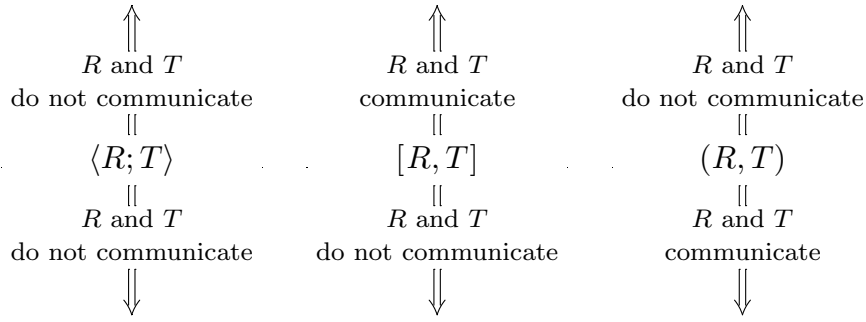 R and T
do not communicate
⟨R; T⟩
R and T
do not communicate
R and T
communicate
[R, T]
R and T
do not communicate
R and T
do not communicate
(R, T)
R and T
communicate